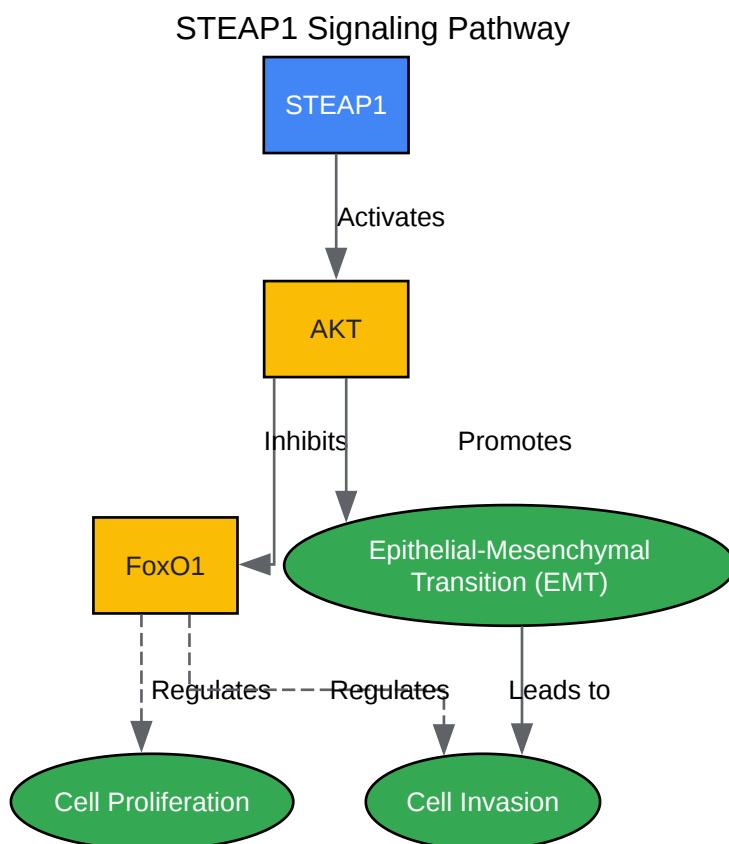 STEAP1 Signaling Pathway
STEAP1
Activates
AKT
Inhibits
Promotes
FoxO1
Epithelial-Mesenchymal
Transition (EMT)
Regulates
Regulates
Leads to
Cell Proliferation
Cell Invasion